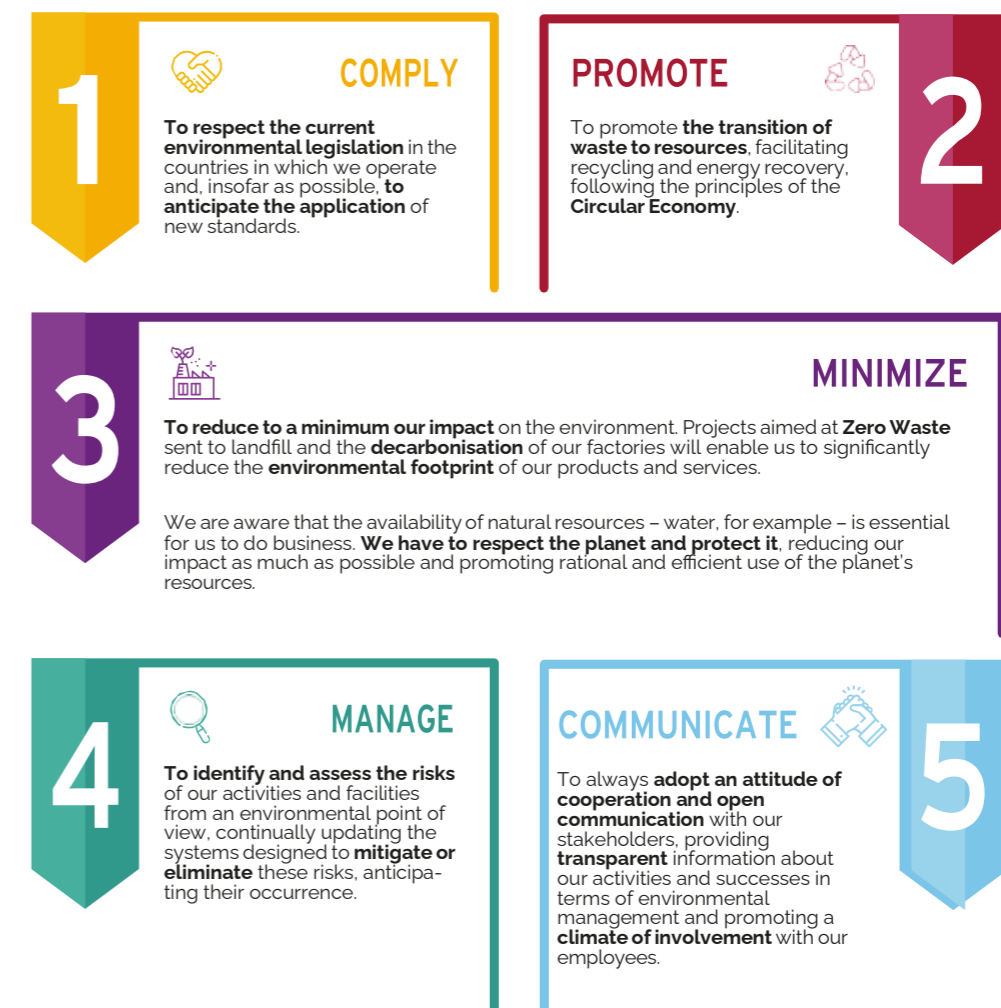 1
COMPLY
To respect the current
environmental legislation in the
countries in which we operate
and, insofar as possible, to
anticipate the application of
new standards.
PROMOTE
2
To promote the transition of
waste to resources, facilitating
recycling and energy recovery,
following the principles of the
Circular Economy.
3
MINIMIZE
To reduce to a minimum our impact on the environment. Projects aimed at Zero Waste
sent to landfill and the decarbonisation of our factories will enable us to significantly
reduce the environmental footprint of our products and services.
We are aware that the availability of natural resources – water, for example – is essential
for us to do business. We have to respect the planet and protect it, reducing our
impact as much as possible and promoting rational and efficient use of the planet's
resources.
4
MANAGE
To identify and assess the risks
of our activities and facilities
from an environmental point of
view, continually updating the
systems designed to mitigate or
eliminate these risks, anticipa-
ting their occurrence.
COMMUNICATE
5
To always adopt an attitude of
cooperation and open
communication with our
stakeholders, providing
transparent information about
our activities and successes in
terms of environmental
management and promoting a
climate of involvement with our
employees.